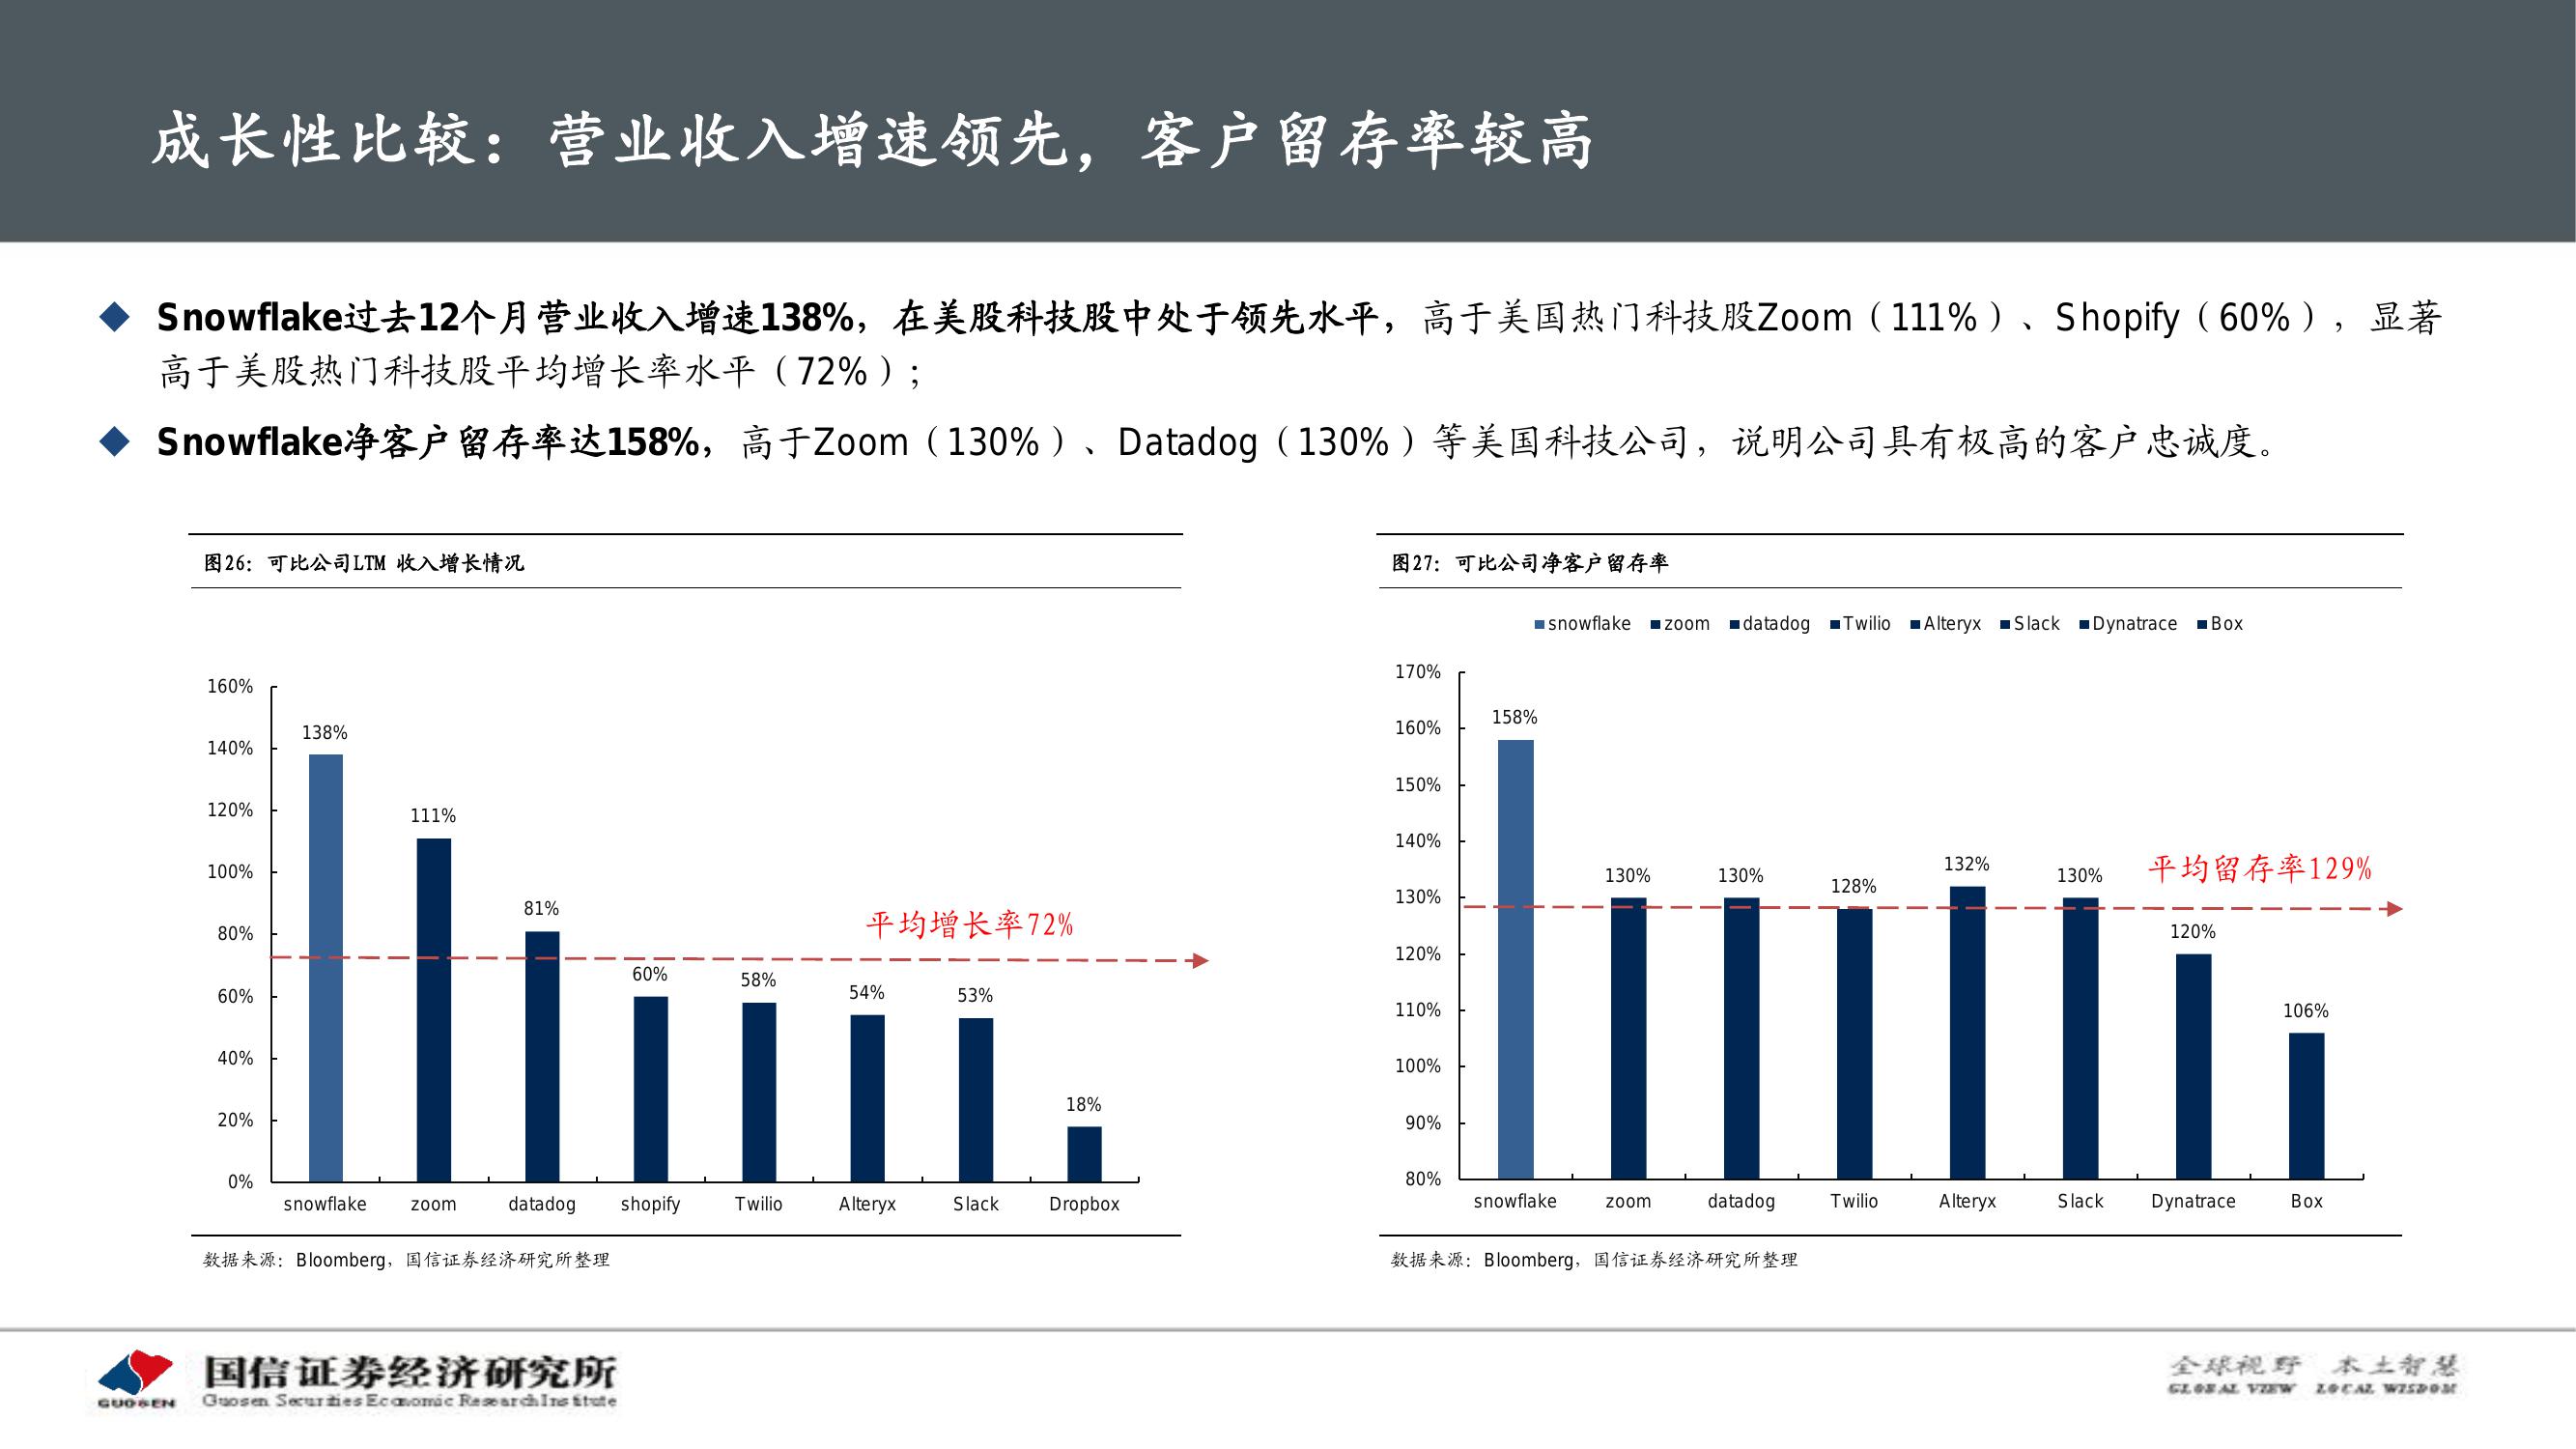 成长性比较：营业收入增速领先，客户留存率较高
Snowflake过去12个月营业收入增速138%，在美股科技股中处于领先水平，高于美国热门科技股Zoom（111%）、Shopify（60%），显著
高于美股热门科技股平均增长率水平（72%）；
Snowflake净客户留存率达158%，高于Zoom（130%）、Datadog（130%）等美国科技公司，说明公司具有极高的客户忠诚度。
图26：可比公司LTM 收入增长情况
160%
140%
120%
100%
80%
60%
40%
20%
0%
138%
111%
81%
60%
58%
54%
53%
18%
平均增长率72%
snowflake zoom datadog shopify Twilio Alteryx Slack Dropbox
数据来源：Bloomberg，国信证券经济研究所整理
图27：可比公司净客户留存率
snowflake zoom datadog Twilio Alteryx Slack Dynatrace Box
170%
160%
150%
140%
130%
120%
110%
100%
90%
80%
158%
130%
130%
128%
132%
130%
120%
106%
平均留存率129%
snowflake zoom datadog Twilio Alteryx Slack Dynatrace Box
数据来源：Bloomberg，国信证券经济研究所整理
GUOSEN
国信证券经济研究所
Guosen Securities Economic Research Institute
全球视野 本土智慧
GLOBAL VIEW LOCAL WISDOM